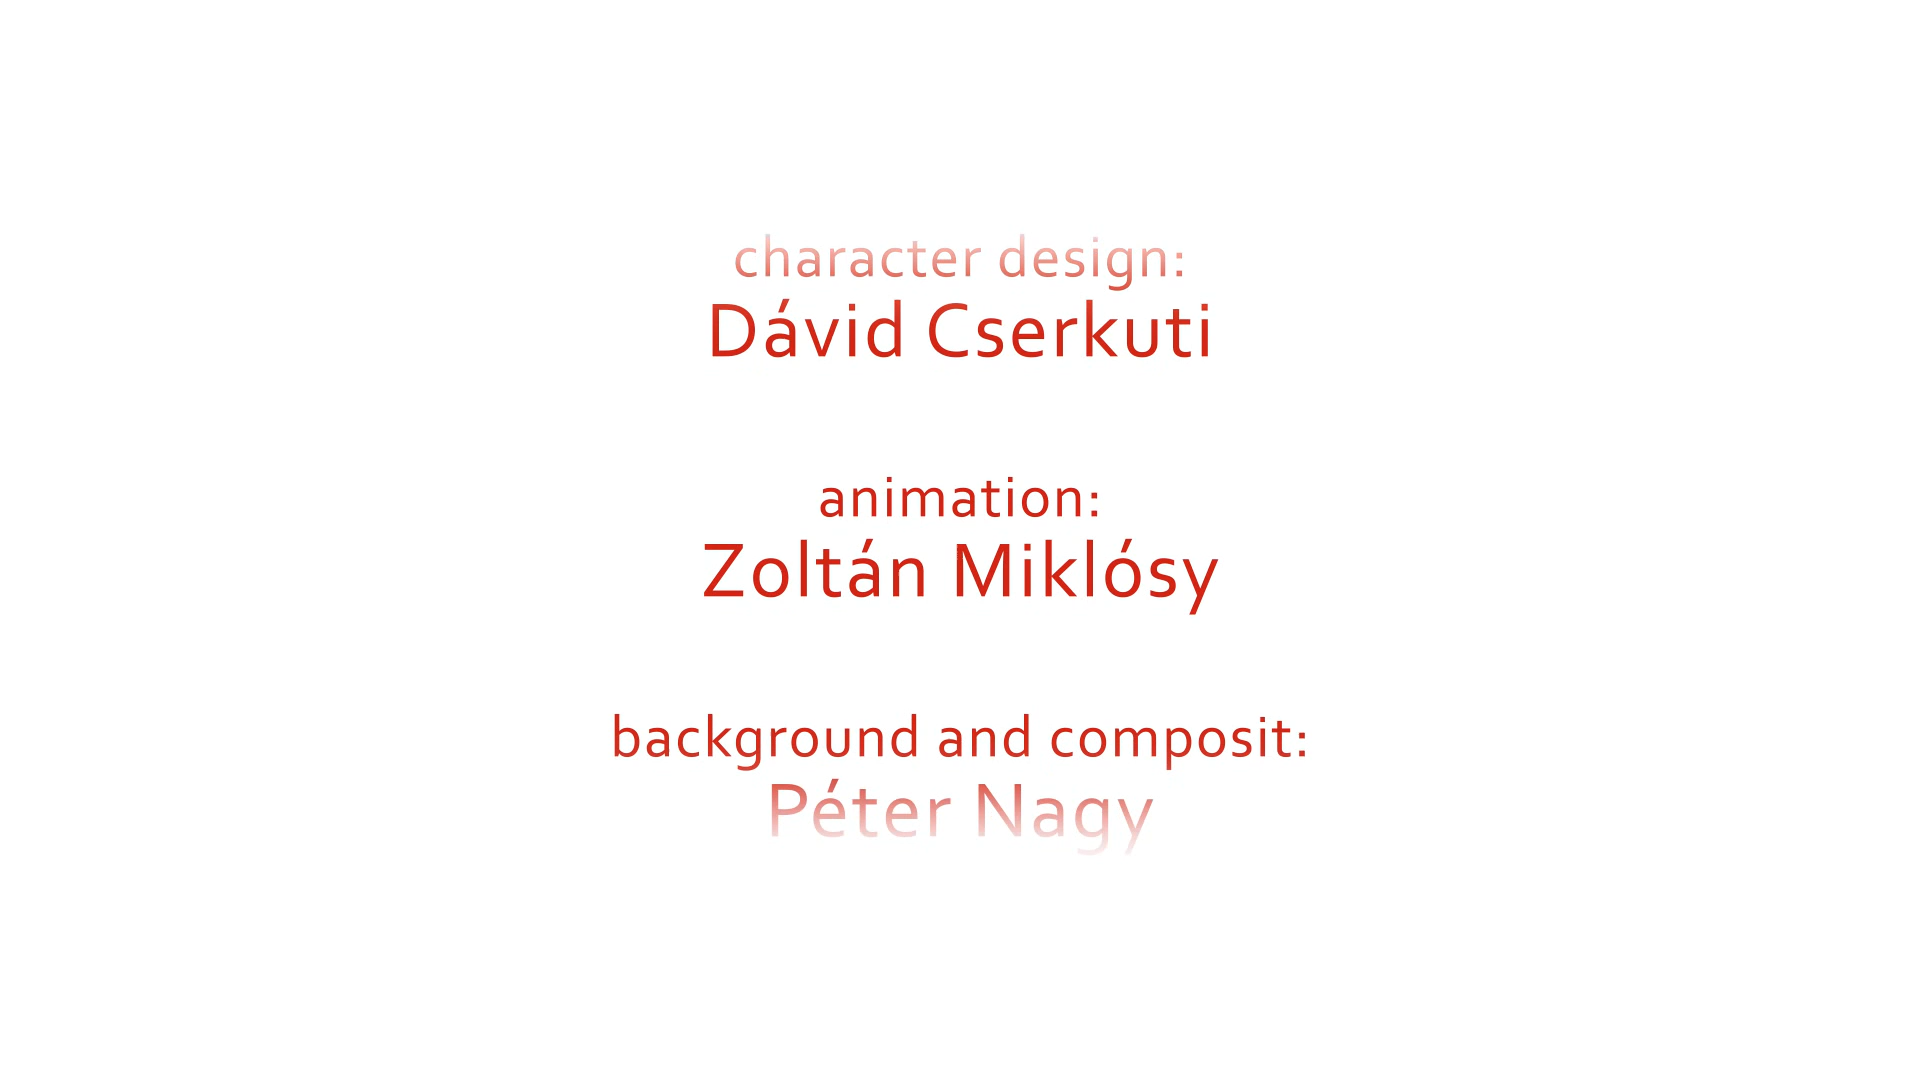 character design:
Dávid Cserkuti
animation:
Zoltán Miklósy
background and composit:
Péter Nagy